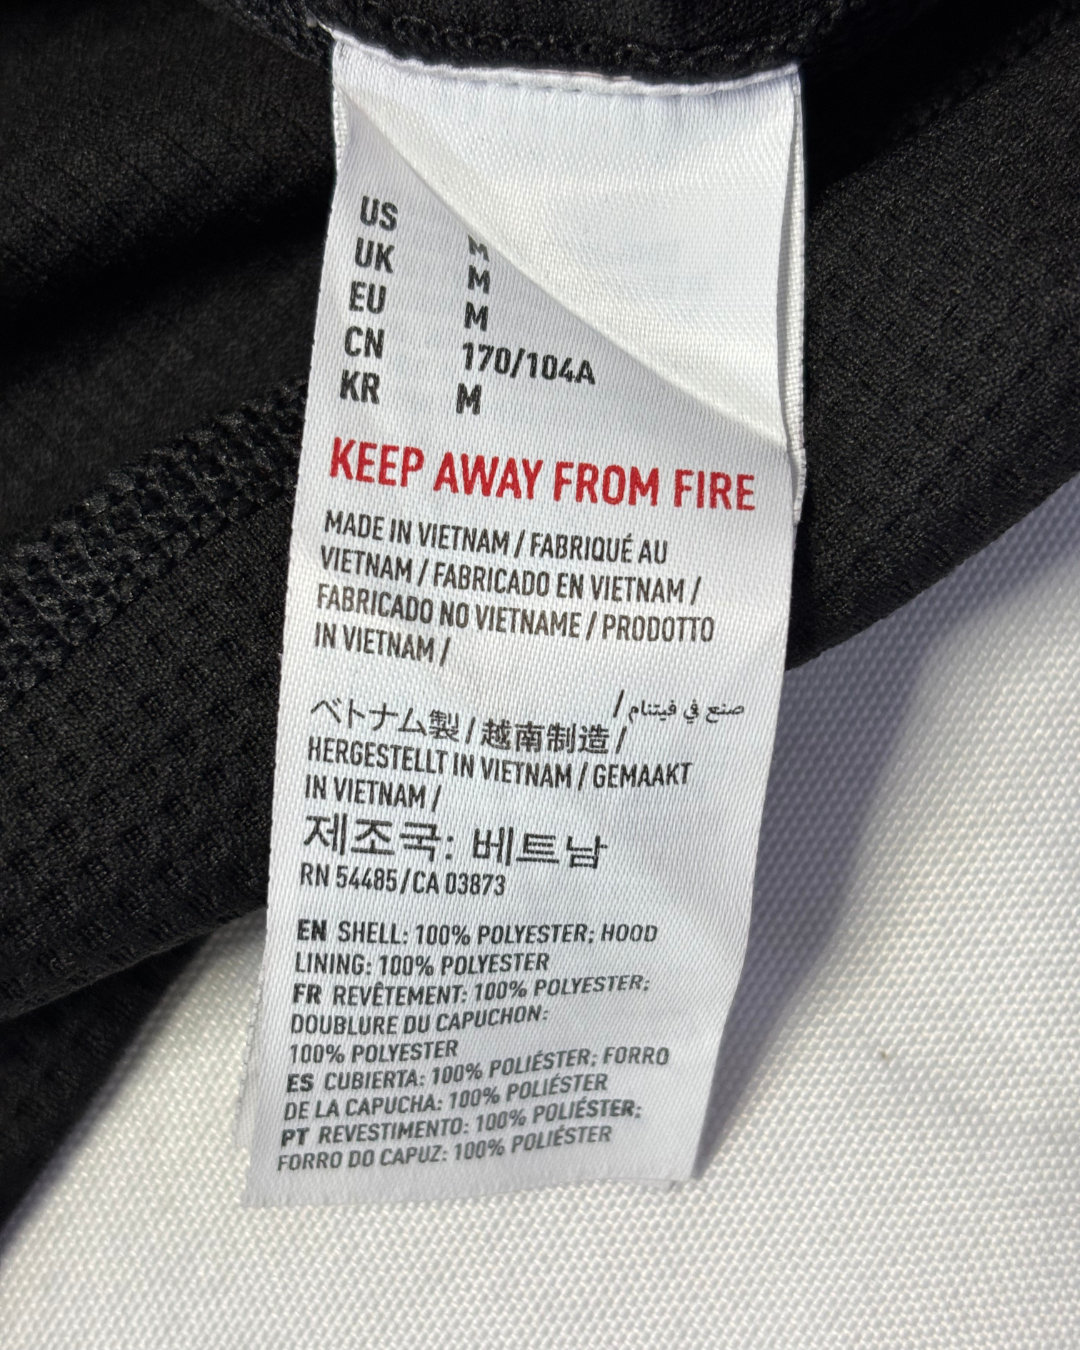 US M
UK M
EU M
CN 170/104A
KR M
KEEP AWAY FROM FIRE
MADE IN VIETNAM / FABRIQUÉ AU
VIETNAM / FABRICADO EN VIETNAM /
FABRICADO NO VIETNAME / PRODOTTO
IN VIETNAM /
صنع في فيتنام /
ベトナム製 / 越南制造 /
HERGESTELLT IN VIETNAM / GEMAAKT
IN VIETNAM /
제조국: 베트남
RN 54485/CA 03873
EN SHELL: 100% POLYESTER; HOOD
LINING: 100% POLYESTER
FR REVÊTEMENT: 100% POLYESTER;
DOUBLURE DU CAPUCHON:
100% POLYESTER
ES CUBIERTA: 100% POLIÉSTER; FORRO
DE LA CAPUCHA: 100% POLIÉSTER
PT REVESTIMENTO: 100% POLIÉSTER;
FORRO DO CAPUZ: 100% POLIÉSTER